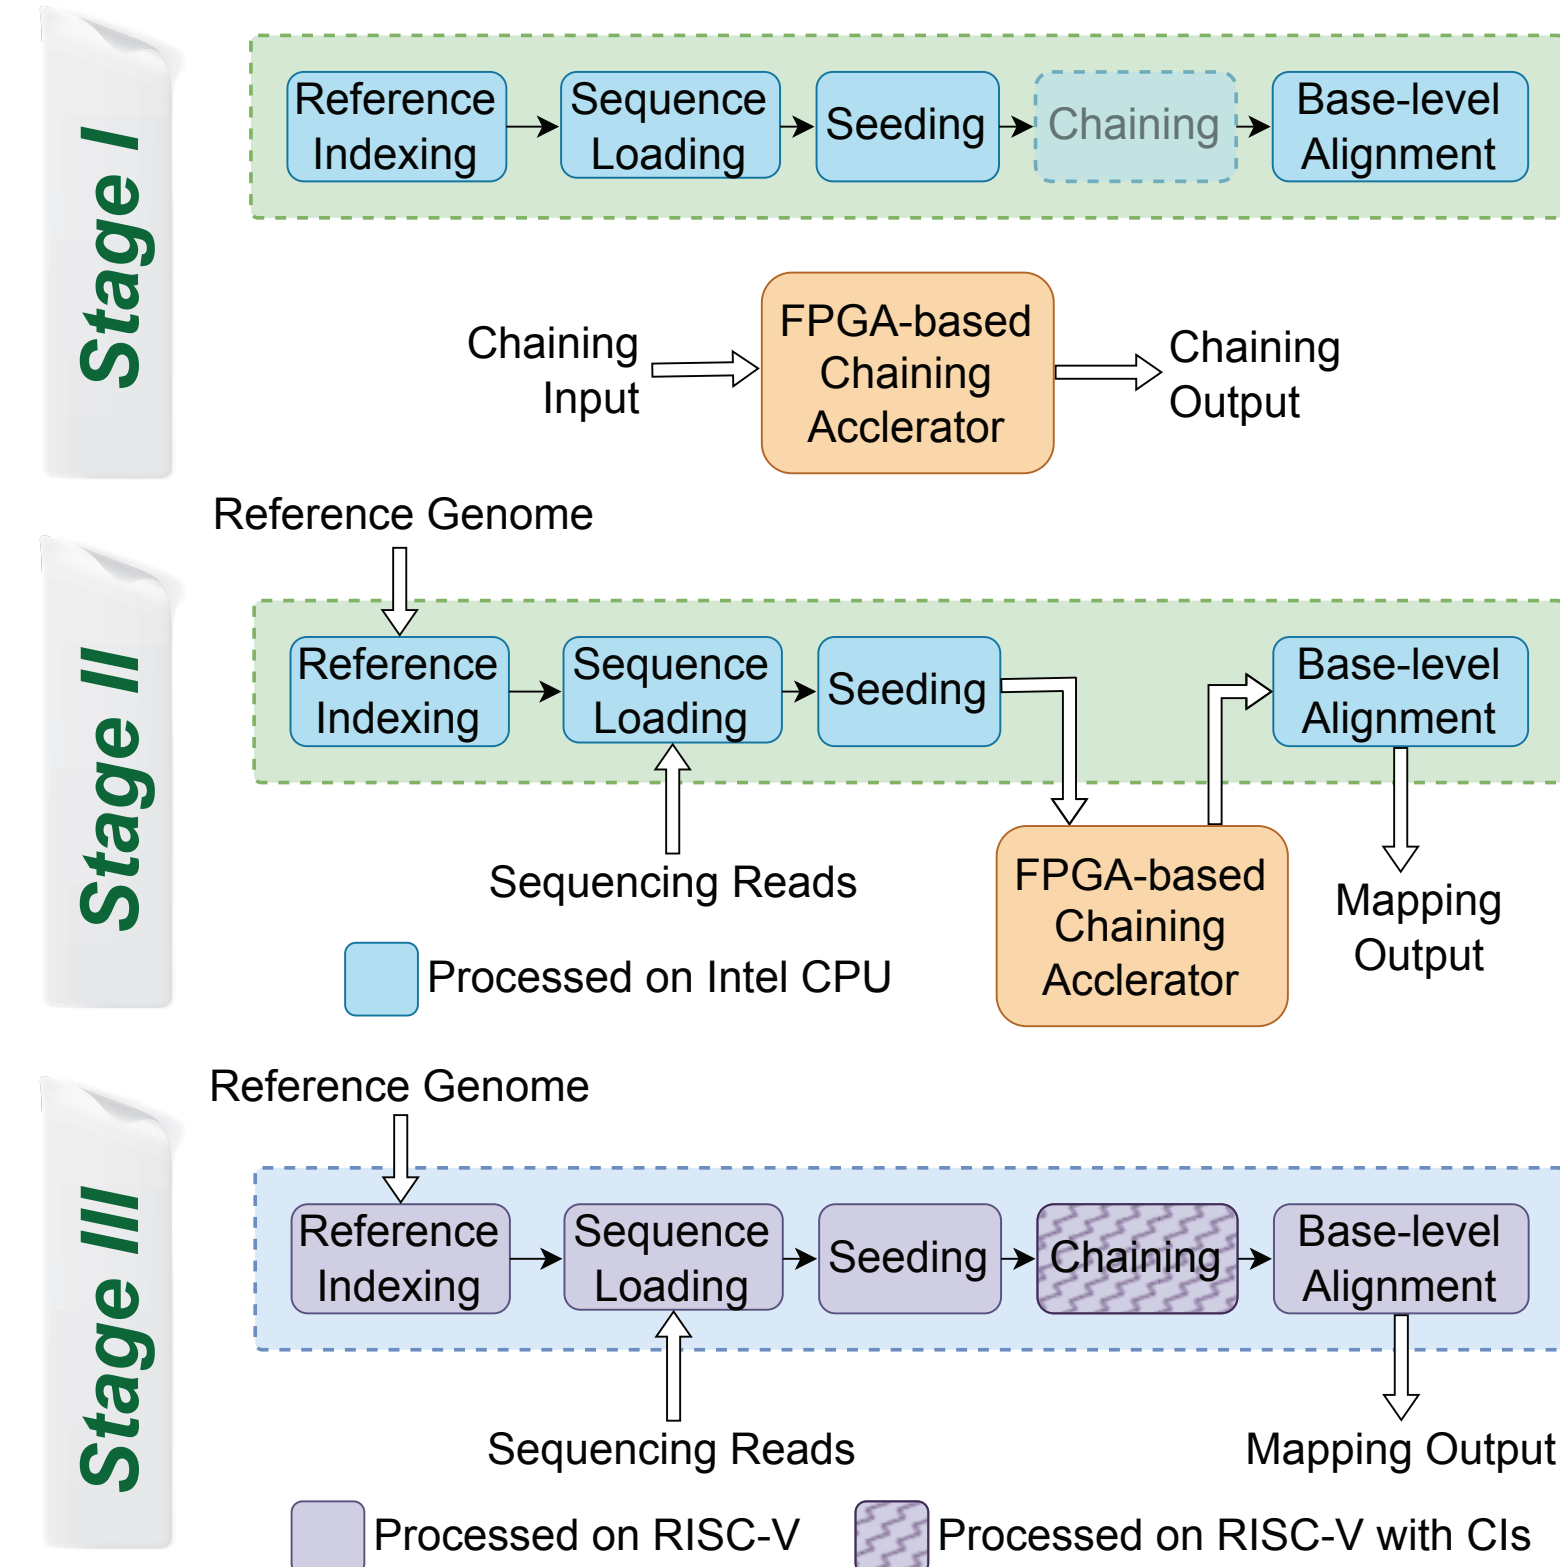 Stage I
Reference
Indexing
Sequence
Loading
Seeding
Chaining
Base-level
Alignment
Chaining
Input
FPGA-based
Chaining
Acclerator
Chaining
Output
Stage II
Reference Genome
Reference
Indexing
Sequence
Loading
Seeding
Base-level
Alignment
Sequencing Reads
FPGA-based
Chaining
Acclerator
Mapping
Output
Processed on Intel CPU
Stage III
Reference Genome
Reference
Indexing
Sequence
Loading
Seeding
Chaining
Base-level
Alignment
Sequencing Reads
Mapping Output
Processed on RISC-V
Processed on RISC-V with CIs